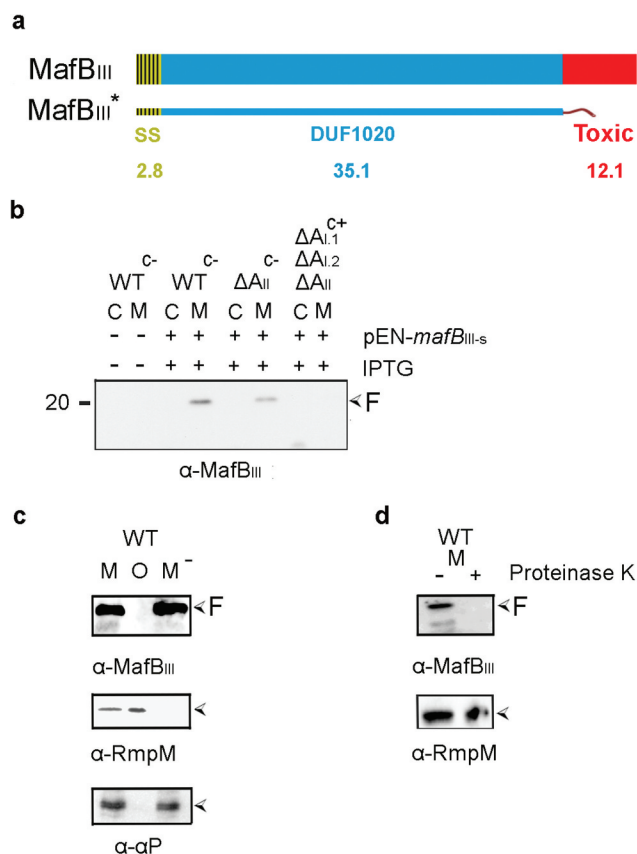 a
MafBIII
MafBIII*
SS DUF1020 Toxic
2.8 35.1 12.1
b
c- c- c- c+
WT WT ΔAII ΔAI.1 ΔAI.2 ΔAII
C M C M C M C M
- - + + + + + + pEN-mafBIII-s
- - + + + + + + IPTG
20 F
α-MafBIII
c
WT
M O M-
F
α-MafBIII
α-RmpM
α-αP
d
WT
M
- + Proteinase K
F
α-MafBIII
α-RmpM